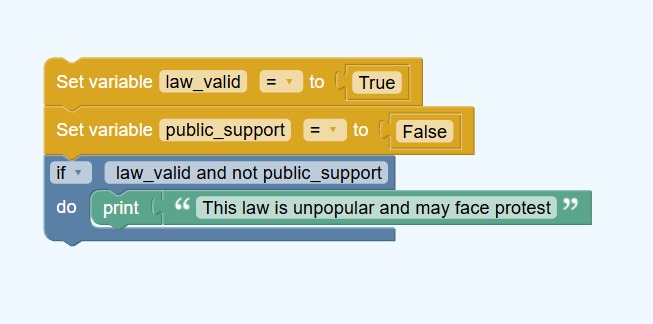 Set variable law_valid = to True
Set variable public_support = to False
if law_valid and not public_support
do print “ This law is unpopular and may face protest ”